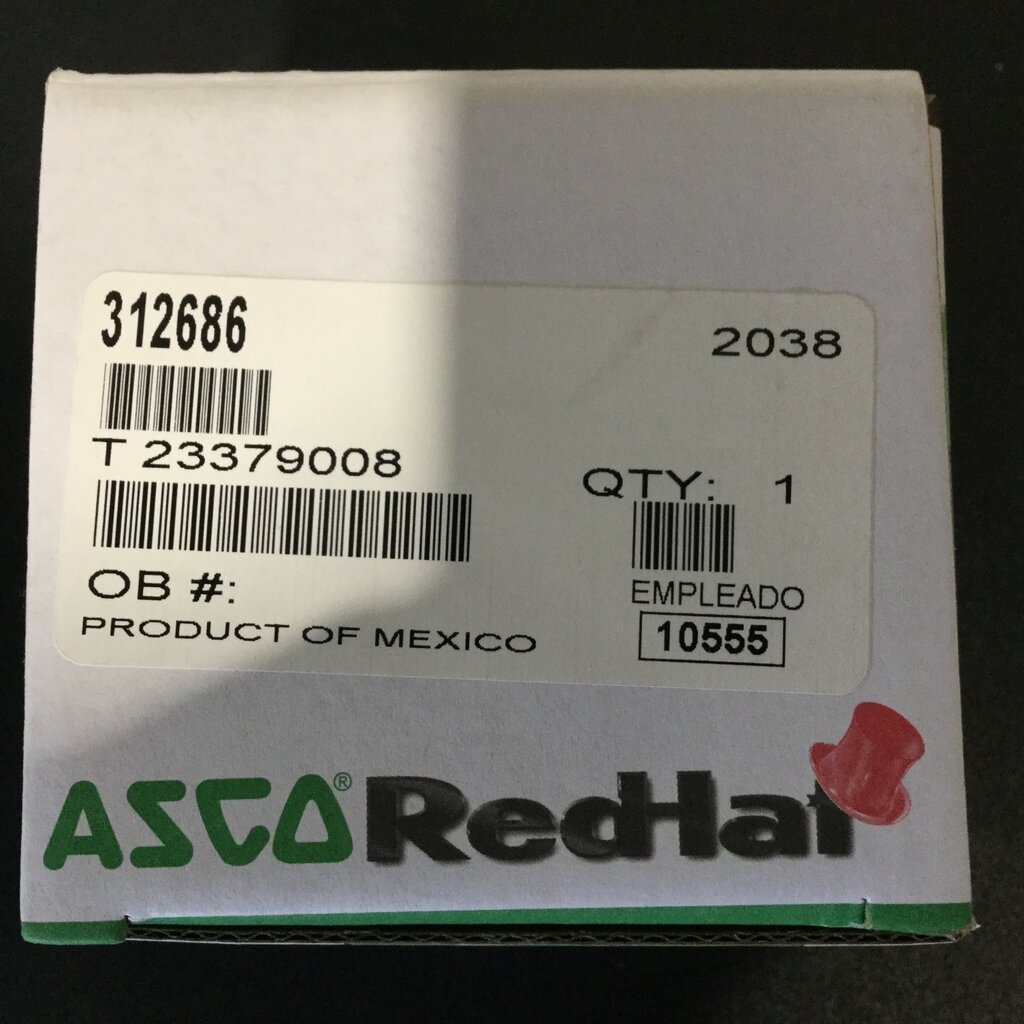 312686
2038
T 23379008
QTY: 1
OB #:
EMPLEADO
PRODUCT OF MEXICO
10555
ASCO® RedHat